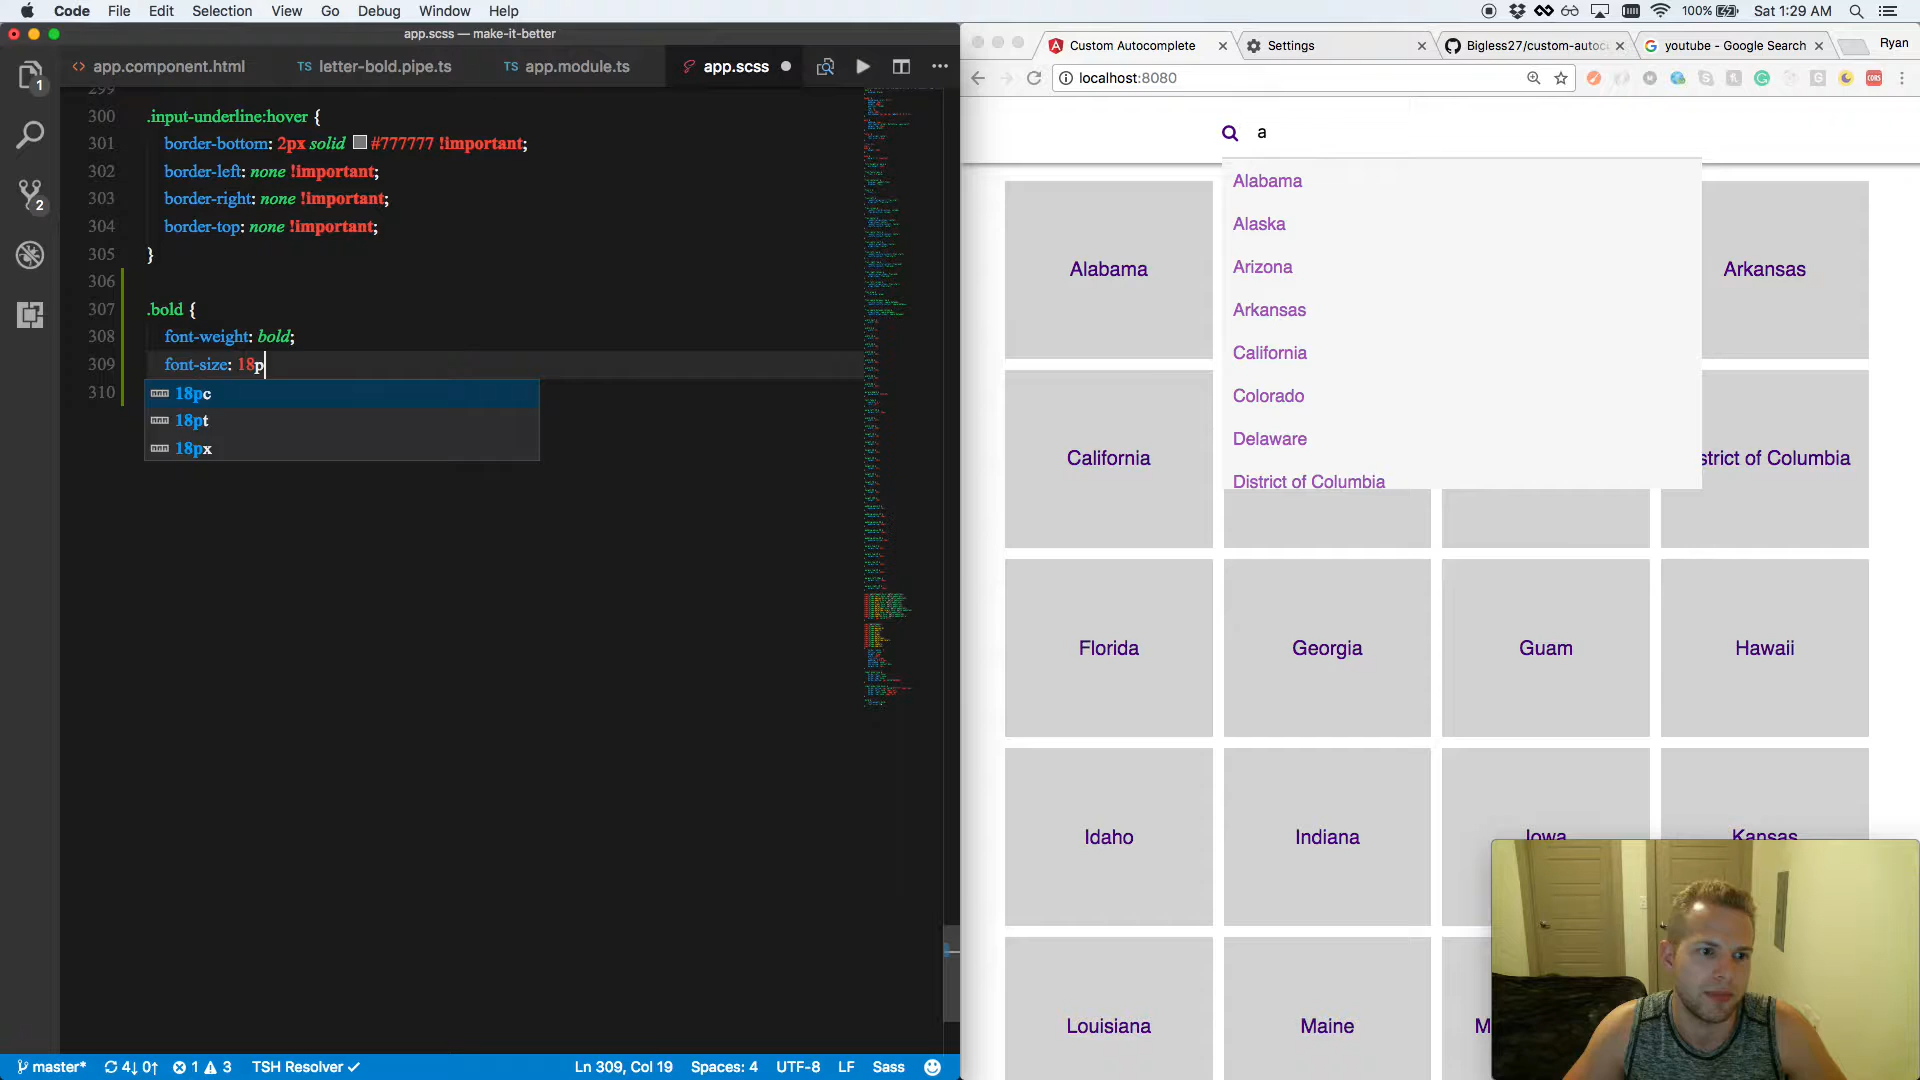 Code File Edit Selection View Go Debug Window Help 100% Sat 1:29 AM
app.scss — make-it-better
Custom Autocomplete
Settings
Bigless27/custom-autoc
youtube - Google Search
Ryan
app.component.html
TS letter-bold.pipe.ts
TS app.module.ts
app.scss
localhost:8080
1
2
299
300 .input-underline:hover {
301 border-bottom: 2px solid #777777 !important;
302 border-left: none !important;
303 border-right: none !important;
304 border-top: none !important;
305 }
306
307 .bold {
308 font-weight: bold;
309 font-size: 18p
310
18pc
18pt
18px
a
Alabama
Alaska
Arizona
Arkansas
California
Colorado
Delaware
District of Columbia
Alabama
Arkansas
California
strict of Columbia
Florida
Georgia
Guam
Hawaii
Idaho
Indiana
Iowa
Kansas
Louisiana
Maine
M
master* 4↓ 0↑ 1 3 TSH Resolver ✓ Ln 309, Col 19 Spaces: 4 UTF-8 LF Sass